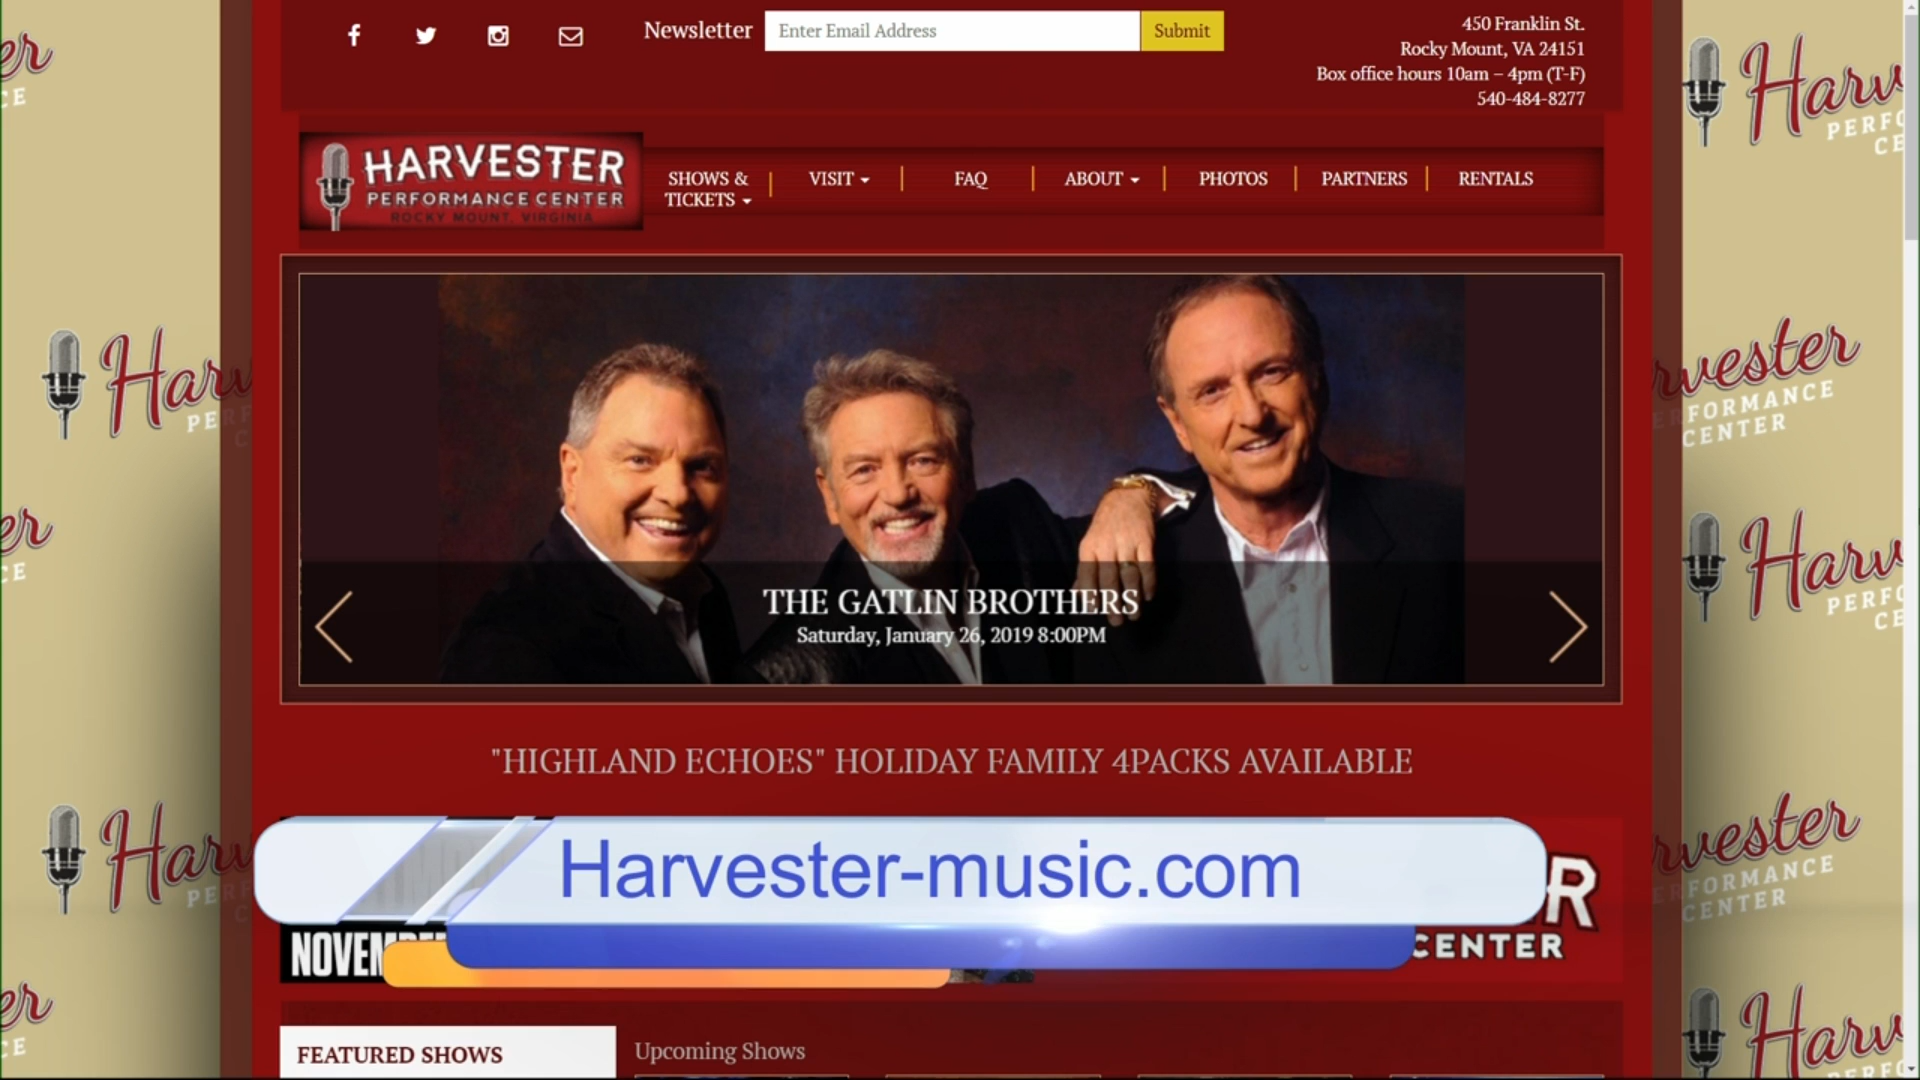 Newsletter
Enter Email Address
Submit
450 Franklin St.
Rocky Mount, VA 24151
Box office hours 10am – 4pm (T-F)
540-484-8277
HARVESTER
PERFORMANCE CENTER
ROCKY MOUNT, VIRGINIA
SHOWS &
TICKETS
VISIT
FAQ
ABOUT
PHOTOS
PARTNERS
RENTALS
THE GATLIN BROTHERS
Saturday, January 26, 2019 8:00PM
"HIGHLAND ECHOES" HOLIDAY FAMILY 4PACKS AVAILABLE
Harvester-music.com
R
CENTER
FEATURED SHOWS
Upcoming Shows